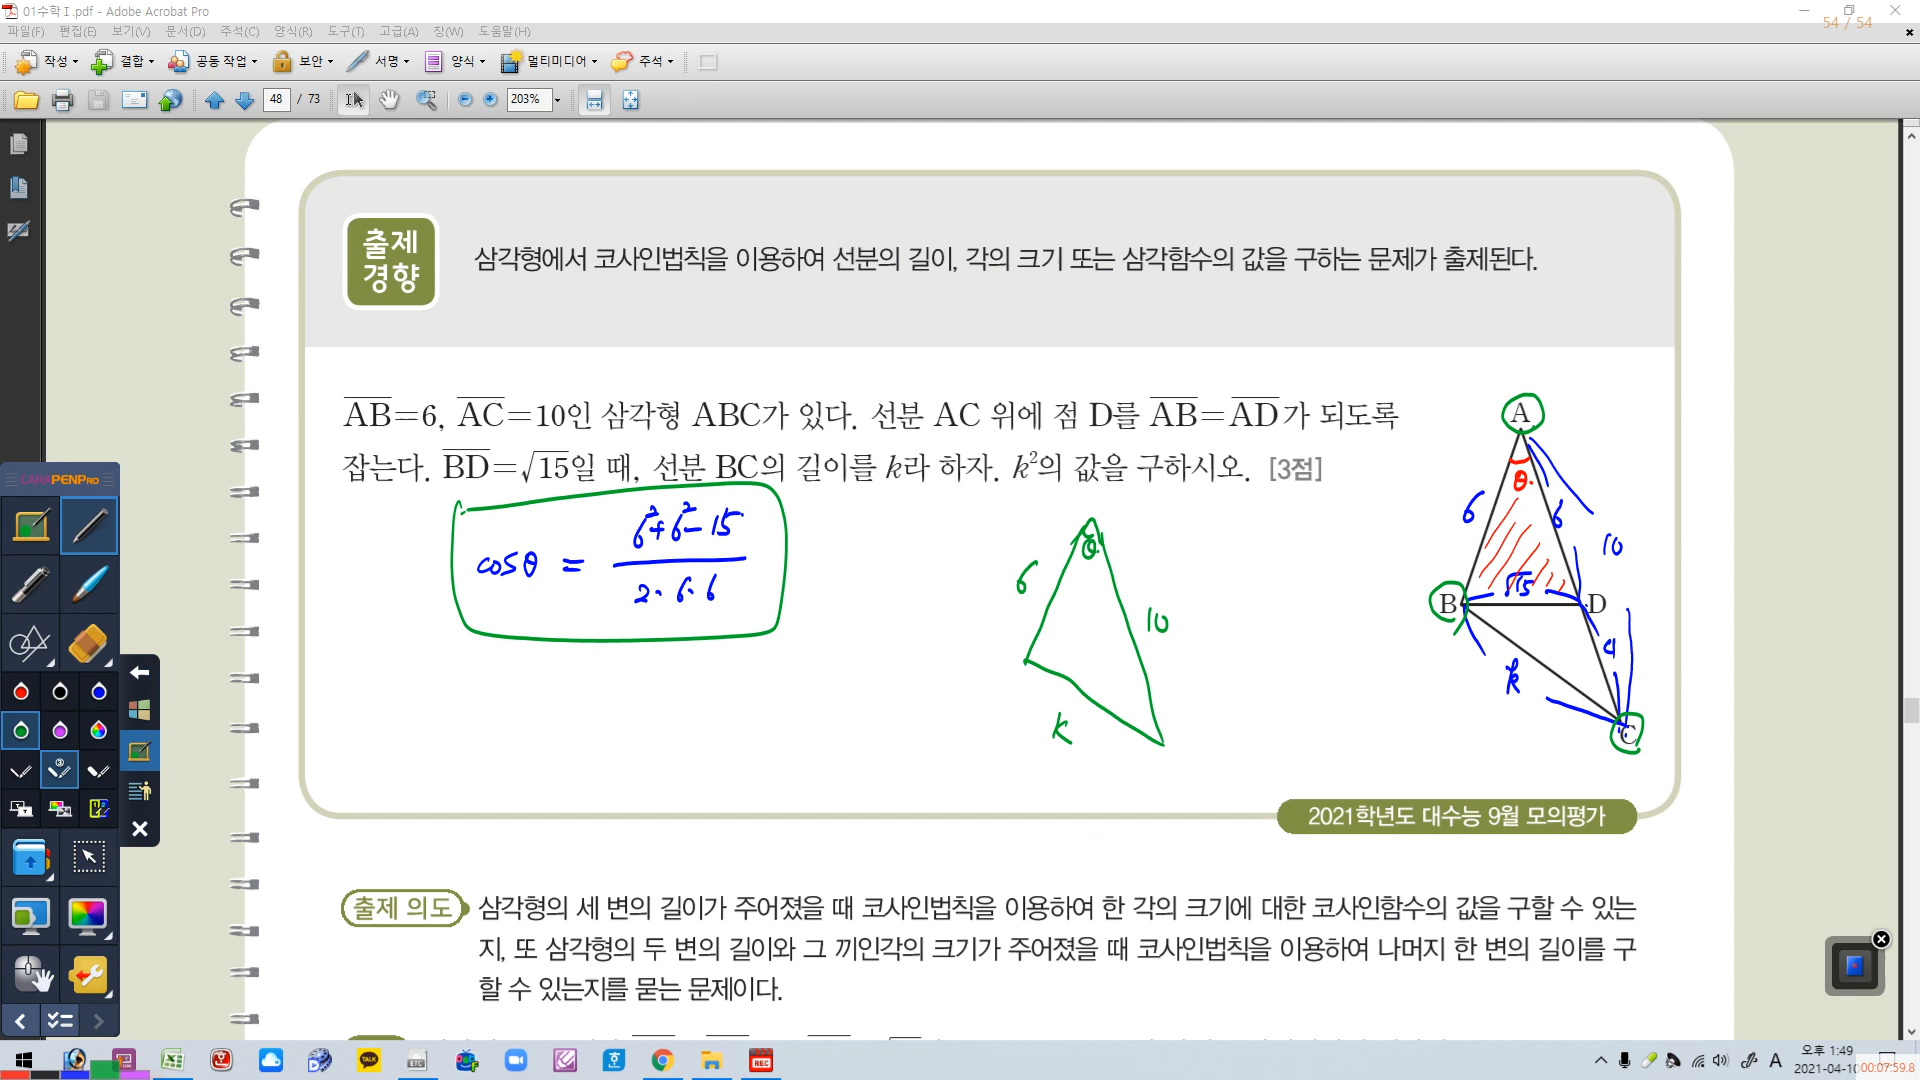 01수학Ⅰ.pdf - Adobe Acrobat Pro
54 / 54
파일(F) 편집(E) 보기(V) 문서(D) 주석(C) 양식(R) 도구(T) 고급(A) 창(W) 도움말(H)
작성 결합 공동 작업 보안 서명 양식 멀티미디어 주석
48 / 73 203%
출제
경향
삼각형에서 코사인법칙을 이용하여 선분의 길이, 각의 크기 또는 삼각함수의 값을 구하는 문제가 출제된다.
AB=6, AC=10인 삼각형 ABC가 있다. 선분 AC 위에 점 D를 AB=AD가 되도록
잡는다. BD=√15일 때, 선분 BC의 길이를 k라 하자. k²의 값을 구하시오. [3점]
cosθ = (6²+6²-15)/(2·6·6)
θ
6
10
k
A
θ
6
6
10
√15
B
D
4
k
C
2021학년도 대수능 9월 모의평가
출제 의도 삼각형의 세 변의 길이가 주어졌을 때 코사인법칙을 이용하여 한 각의 크기에 대한 코사인함수의 값을 구할 수 있는
지, 또 삼각형의 두 변의 길이와 그 끼인각의 크기가 주어졌을 때 코사인법칙을 이용하여 나머지 한 변의 길이를 구
할 수 있는지를 묻는 문제이다.
CARAPENPRO
TALK
ETC
REC
A
오후 1:49
2021-04-10
00:07:59.8